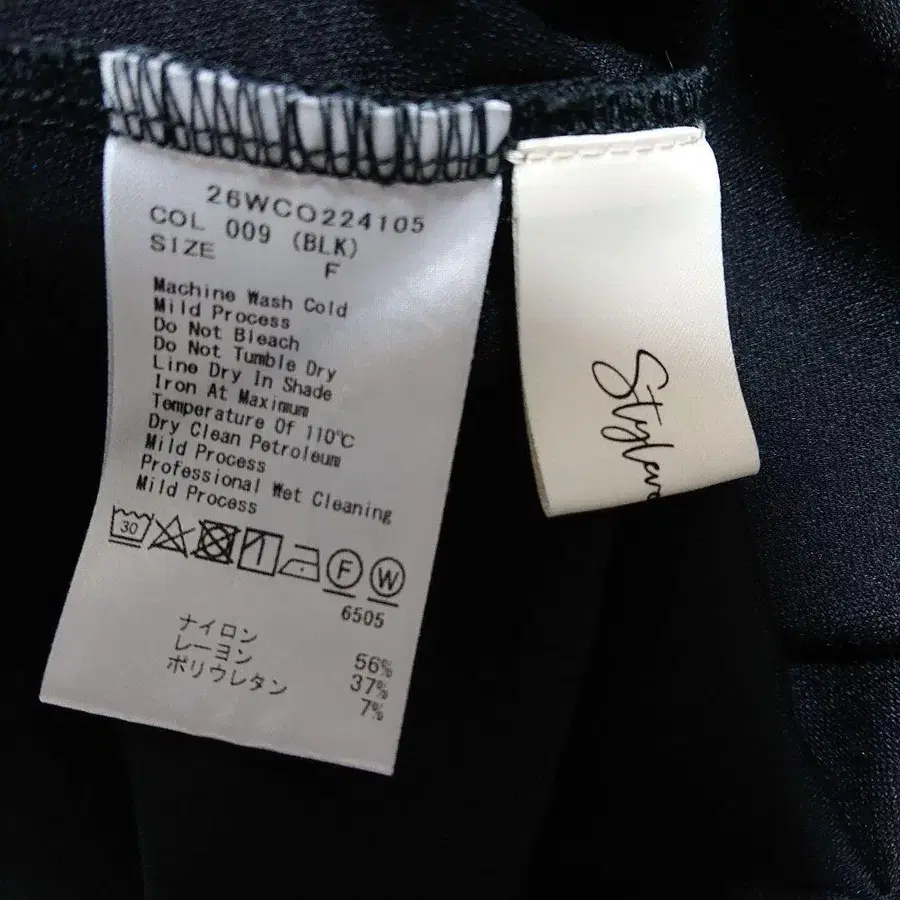 26WCO224105
COL 009 (BLK)
SIZE F
Machine Wash Cold
Mild Process
Do Not Bleach
Do Not Tumble Dry
Line Dry In Shade
Iron At Maximum
Temperature Of 110℃
Dry Clean Petroleum
Mild Process
Professional Wet Cleaning
Mild Process
30 F W
6505
ナイロン 56%
レーヨン 37%
ポリウレタン 7%